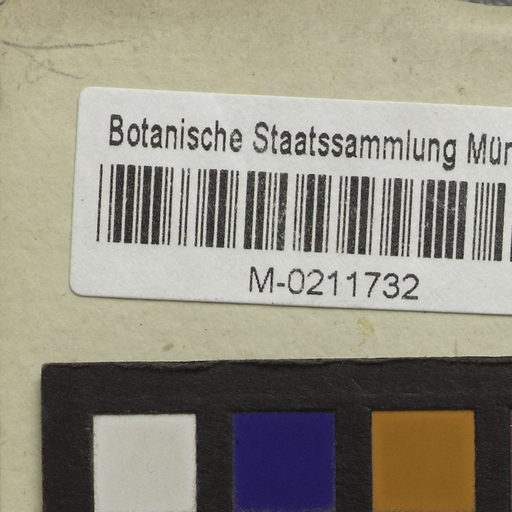 Botanische Staatssammlung Mün
M-0211732